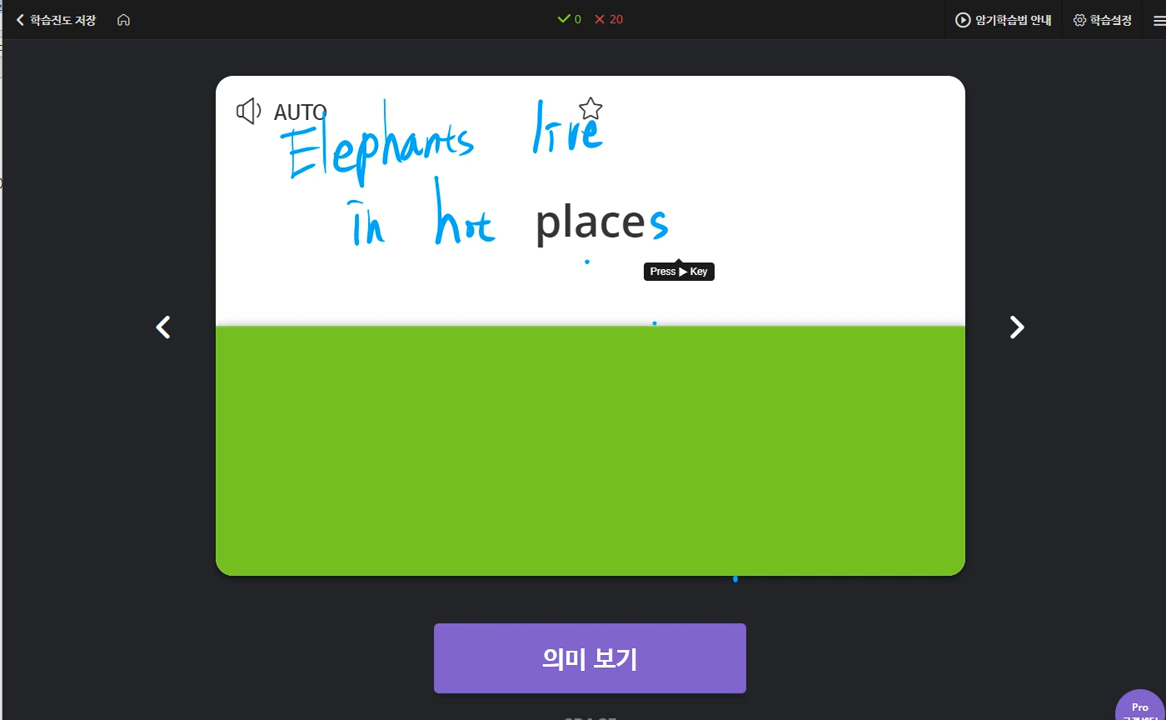 학습진도 저장
0 20
암기학습법 안내
학습설정
AUTO
Elephants live
in hot places
Press ▶ Key
의미 보기
Pro